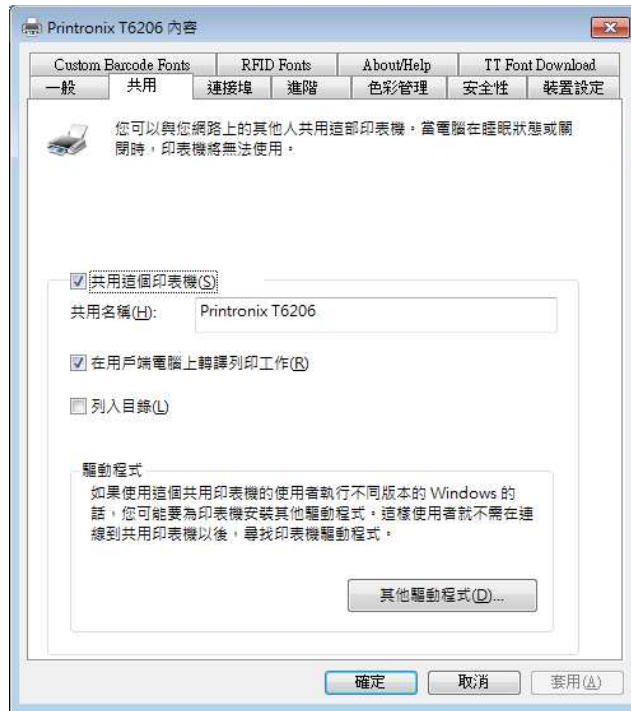 Printronix T6206 內容
Custom Barcode Fonts RFID Fonts About/Help TT Font Download
一般 共用 連接埠 進階 色彩管理 安全性 裝置設定
您可以與您網路上的其他人共用這部印表機。當電腦在睡眠狀態或關
閉時，印表機將無法使用。
共用這個印表機(S)
共用名稱(H): Printronix T6206
在用戶端電腦上轉譯列印工作(R)
列入目錄(L)
驅動程式
如果使用這個共用印表機的使用者執行不同版本的 Windows 的
話，您可能要為印表機安裝其他驅動程式。這樣使用者就不需在連
線到共用印表機以後，尋找印表機驅動程式。
其他驅動程式(D)...
確定 取消 套用(A)